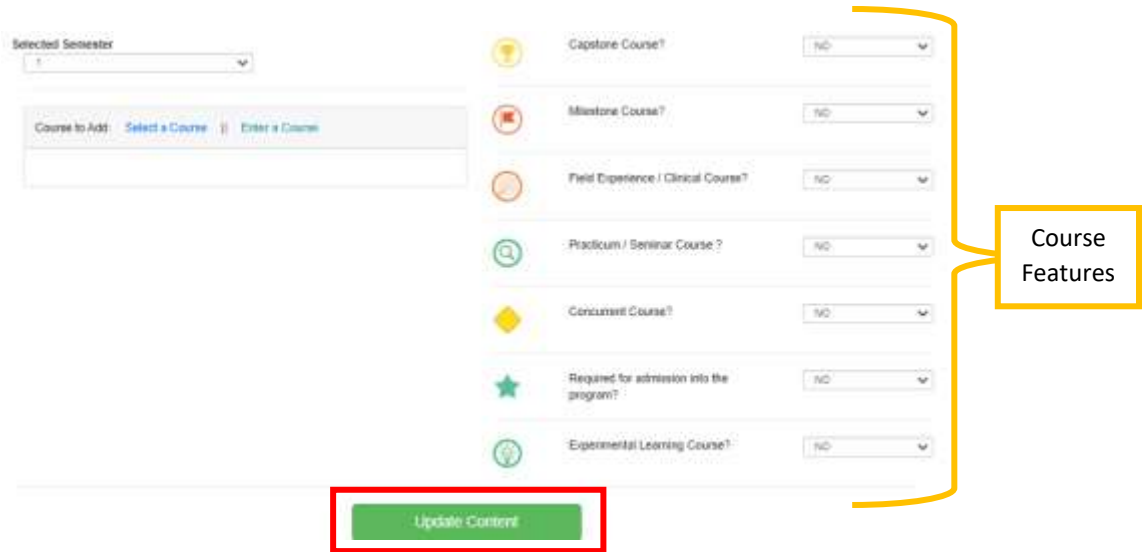 Selected Semester
1
Course to Add: Select a Course || Enter a Course
Capstone Course? NO
Milestone Course? NO
Field Experience / Clinical Course? NO
Practicum / Seminar Course ? NO
Concurrent Course? NO
Required for admission into the NO
program?
Experimental Learning Course? NO
Course
Features
Update Content